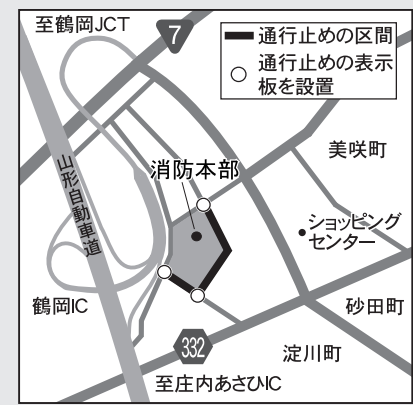 至鶴岡JCT
7
通行止めの区間
通行止めの表示
板を設置
美咲町
山形自動車道
消防本部
ショッピング
センター
鶴岡IC
砂田町
332
淀川町
至庄内あさひIC